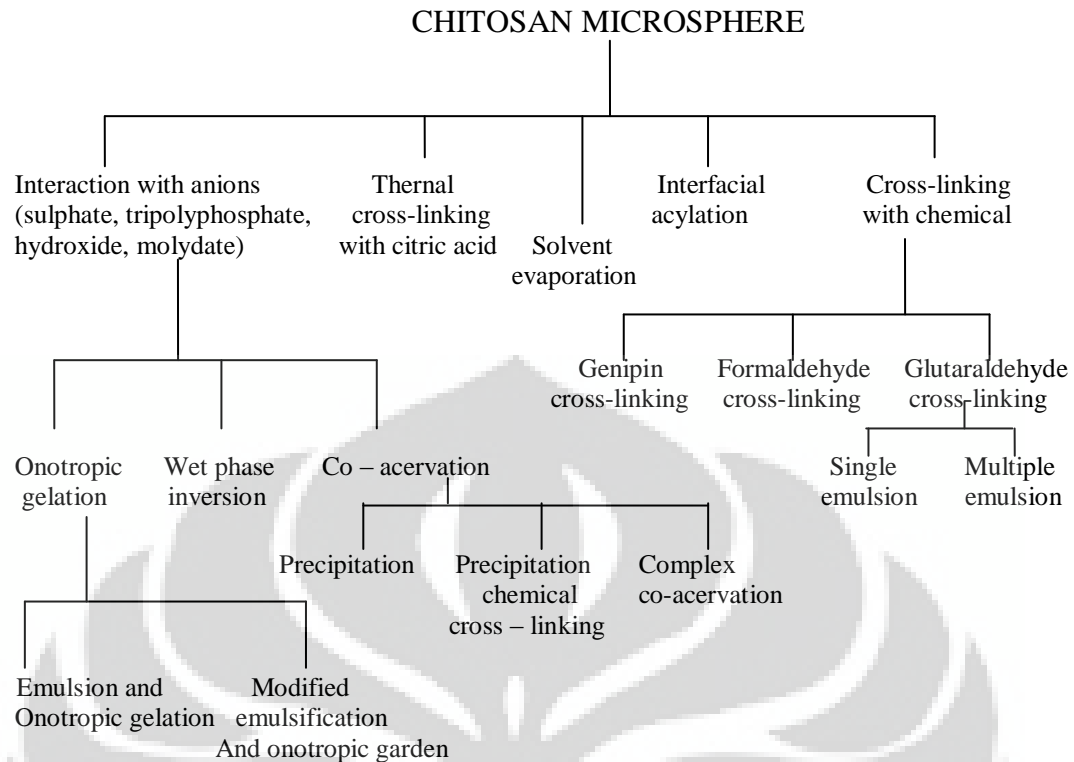 CHITOSAN MICROSPHERE
Interaction with anions
(sulphate, tripolyphosphate,
hydroxide, molydate)
Thernal
cross-linking
with citric acid
Solvent
evaporation
Interfacial
acylation
Cross-linking
with chemical
Genipin
cross-linking
Formaldehyde
cross-linking
Glutaraldehyde
cross-linking
Single
emulsion
Multiple
emulsion
Onotropic
gelation
Wet phase
inversion
Co – acervation
Precipitation
Precipitation
chemical
cross – linking
Complex
co-acervation
Emulsion and
Onotropic gelation
Modified
emulsification
And onotropic garden